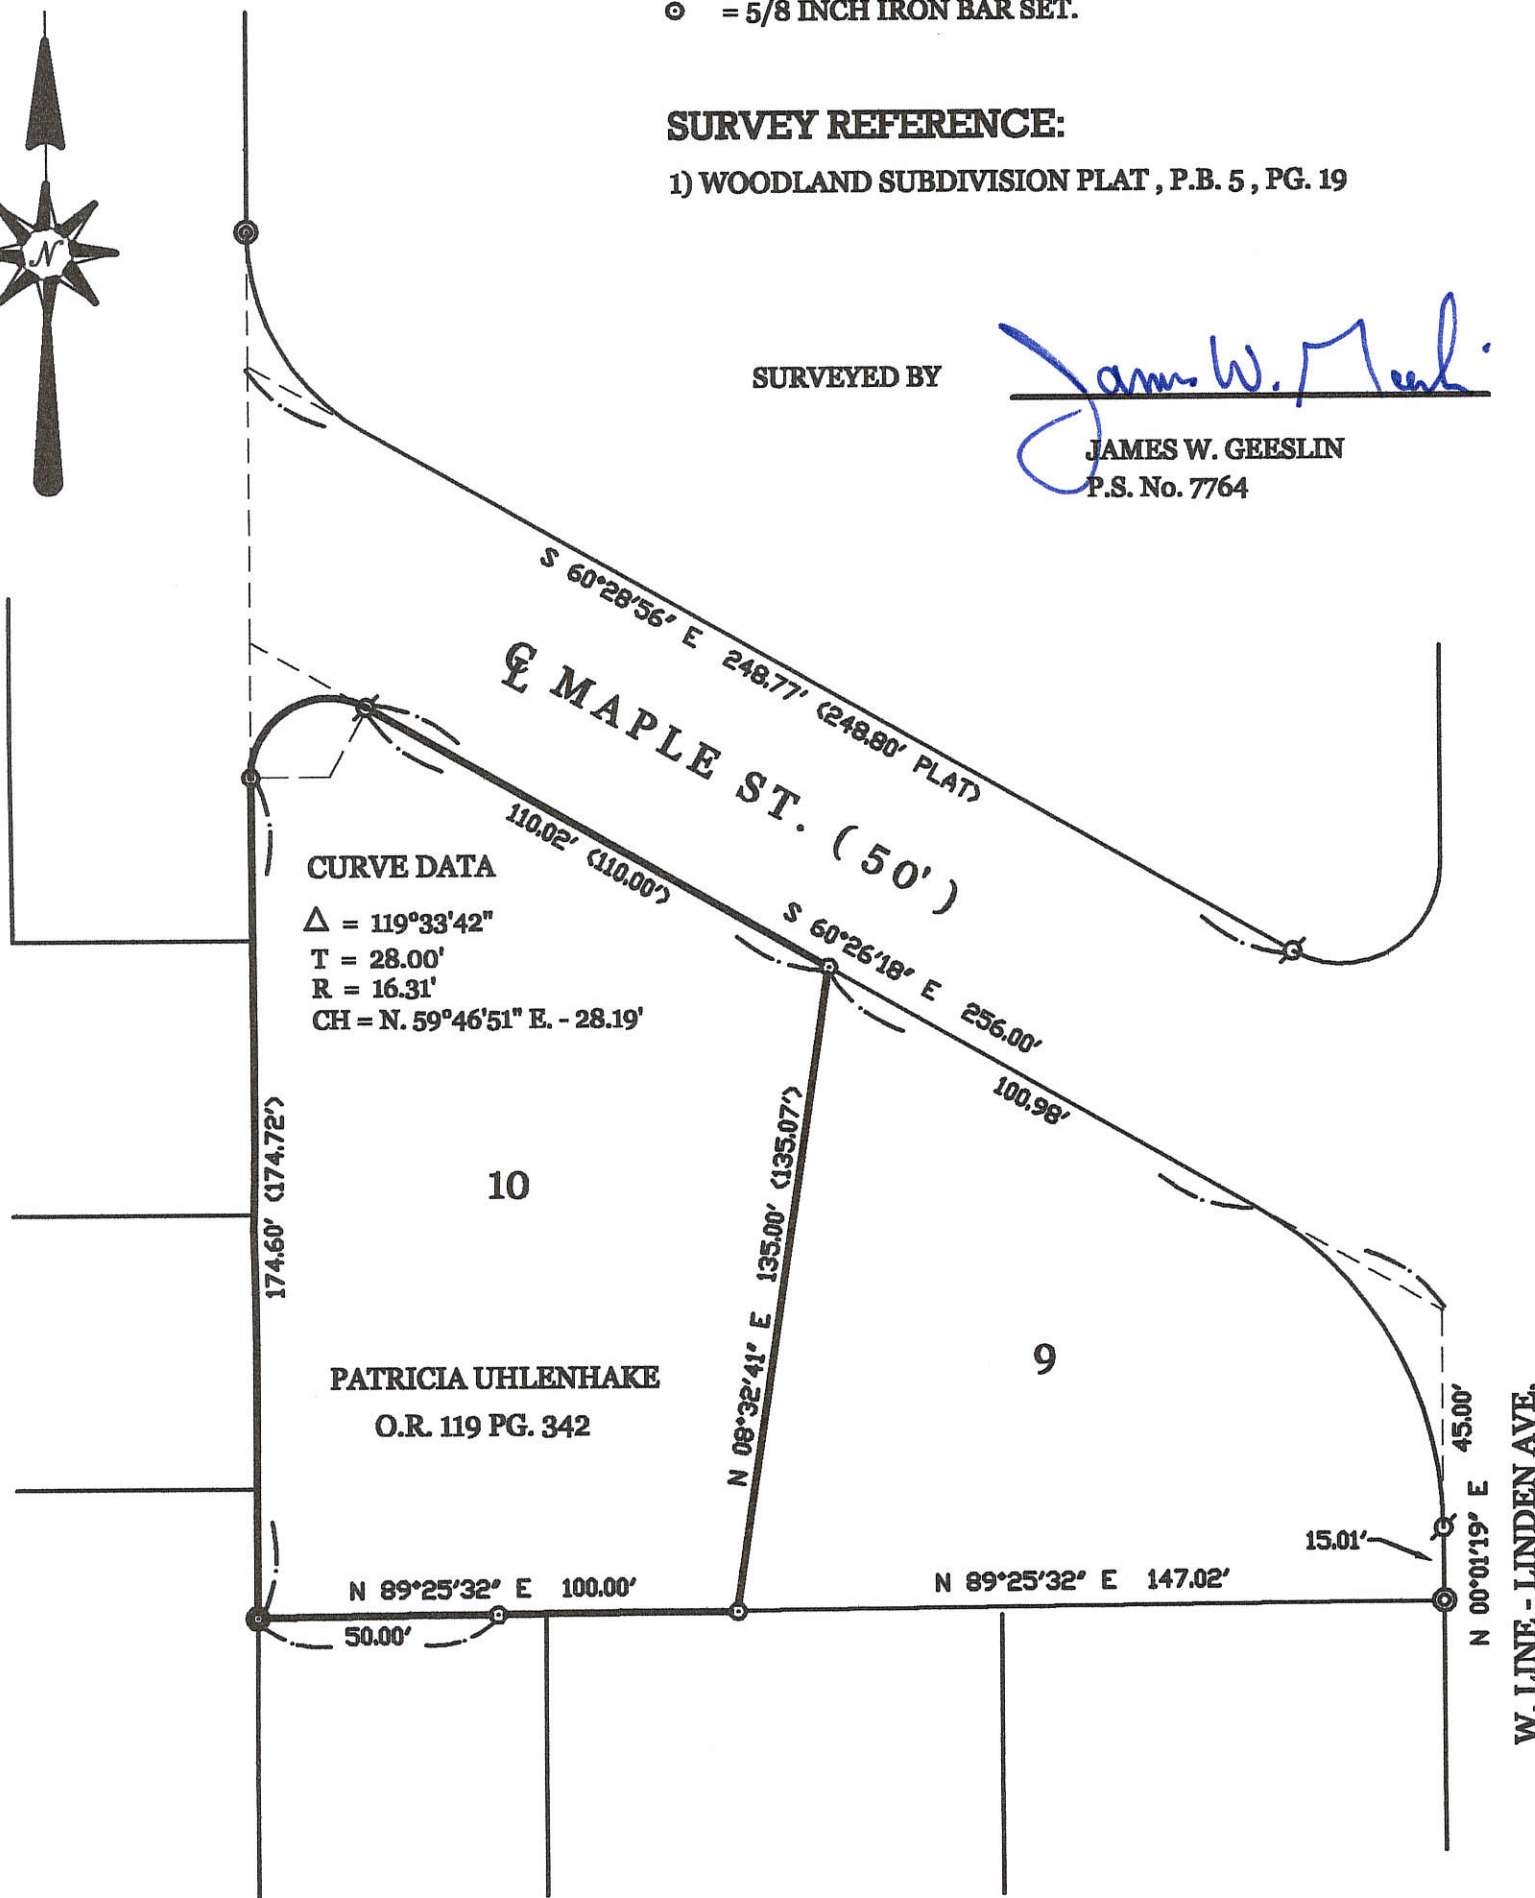 ⊙ = 5/8 INCH IRON BAR SET.
SURVEY REFERENCE:
1) WOODLAND SUBDIVISION PLAT , P.B. 5 , PG. 19
N
SURVEYED BY
James W. Geeslin
JAMES W. GEESLIN
P.S. No. 7764
S 60°28'56" E 248.77' (248.80' PLAT)
℄ MAPLE ST. ( 50' )
110.02' (110.00')
S 60°26'18" E 256.00'
100.98'
CURVE DATA
Δ = 119°33'42"
T = 28.00'
R = 16.31'
CH = N. 59°46'51" E. - 28.19'
174.60' (174.72')
10
N 08°32'41" E 135.00' (135.07')
9
PATRICIA UHLENHAKE
O.R. 119 PG. 342
45.00'
N 00°01'19" E
W. LINE - LINDEN AVE.
15.01'
N 89°25'32" E 100.00'
50.00'
N 89°25'32" E 147.02'